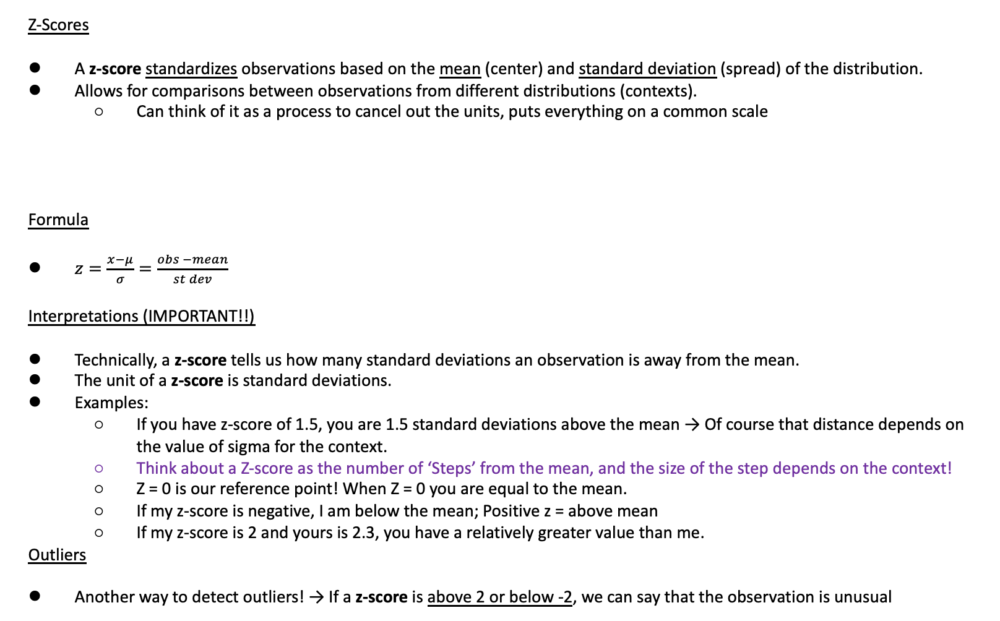 Z-Scores
● A z-score standardizes observations based on the mean (center) and standard deviation (spread) of the distribution.
● Allows for comparisons between observations from different distributions (contexts).
○ Can think of it as a process to cancel out the units, puts everything on a common scale
Formula
● z = x−μ/σ = obs −mean/st dev
Interpretations (IMPORTANT!!)
● Technically, a z-score tells us how many standard deviations an observation is away from the mean.
● The unit of a z-score is standard deviations.
● Examples:
○ If you have z-score of 1.5, you are 1.5 standard deviations above the mean → Of course that distance depends on
the value of sigma for the context.
○ Think about a Z-score as the number of ‘Steps’ from the mean, and the size of the step depends on the context!
○ Z = 0 is our reference point! When Z = 0 you are equal to the mean.
○ If my z-score is negative, I am below the mean; Positive z = above mean
○ If my z-score is 2 and yours is 2.3, you have a relatively greater value than me.
Outliers
● Another way to detect outliers! → If a z-score is above 2 or below -2, we can say that the observation is unusual